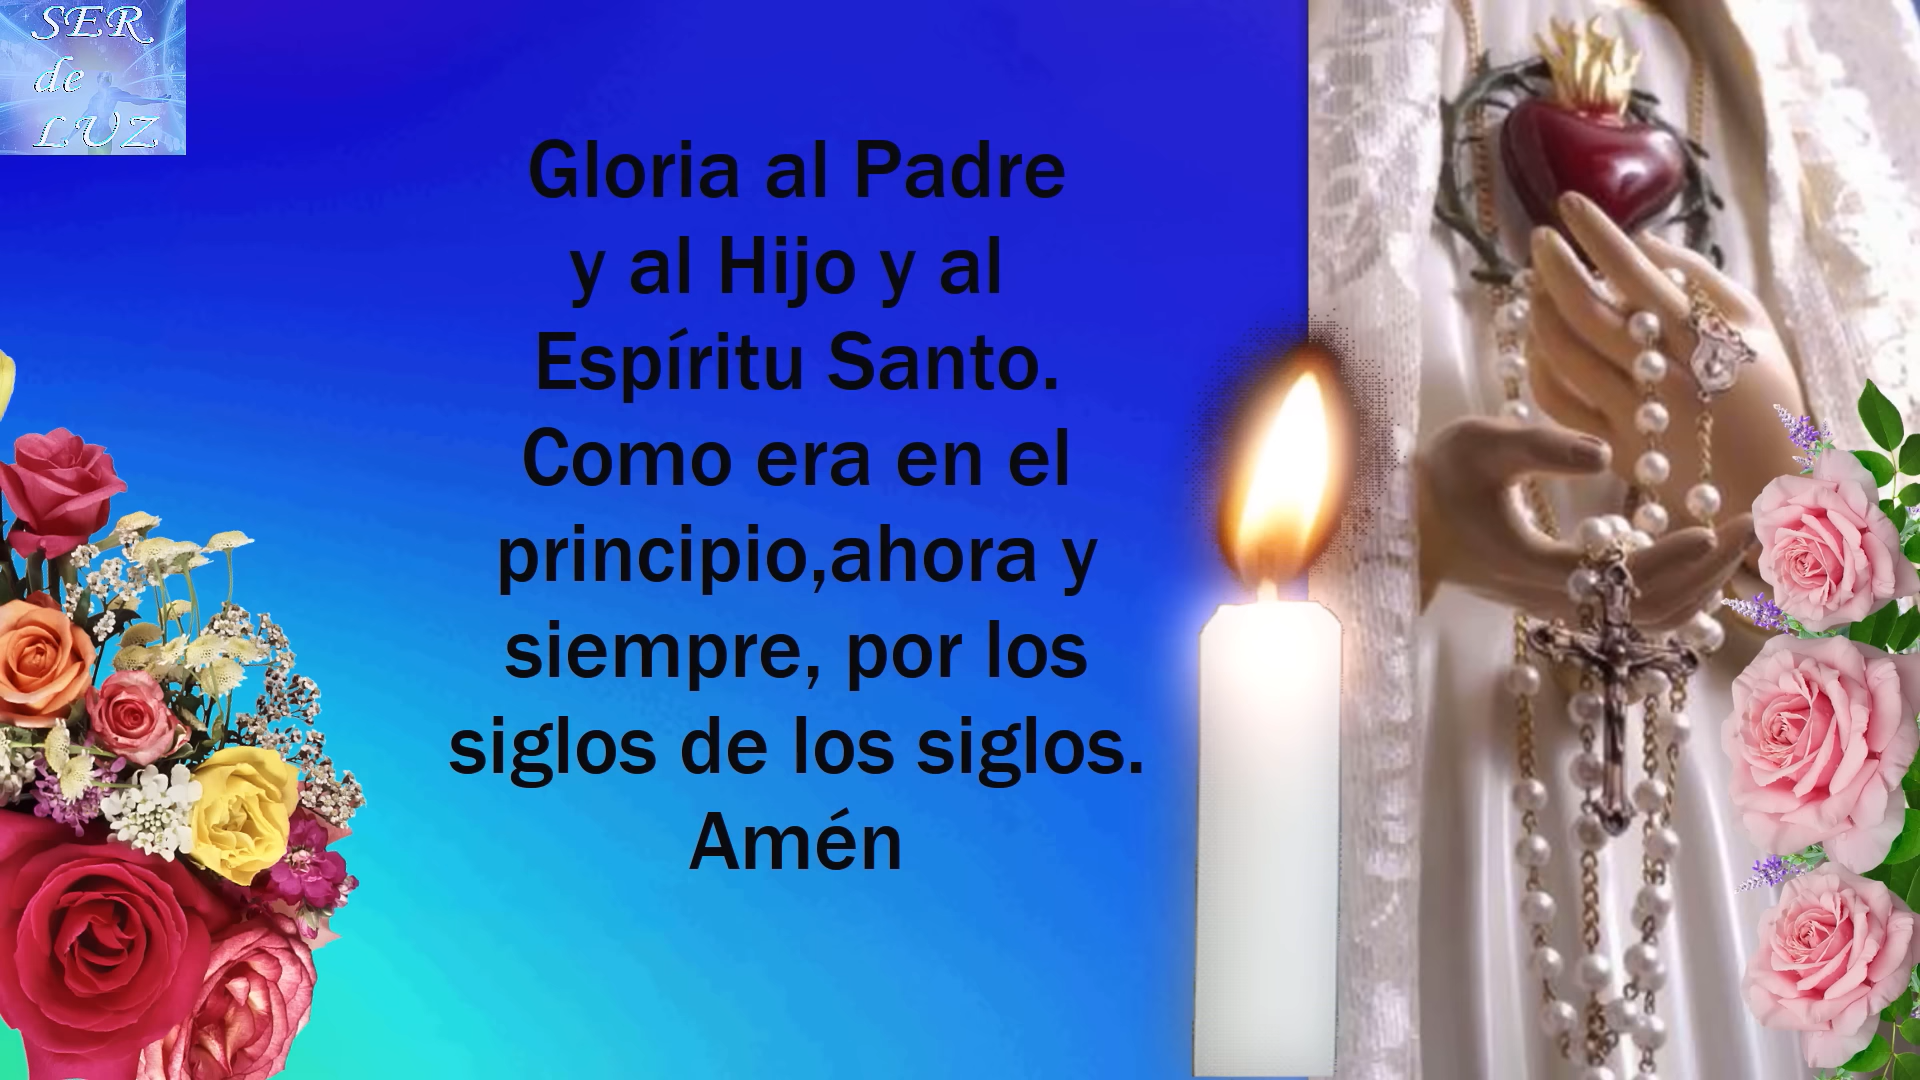 SER
de
LUZ
Gloria al Padre
y al Hijo y al
Espíritu Santo.
Como era en el
principio,ahora y
siempre, por los
siglos de los siglos.
Amén